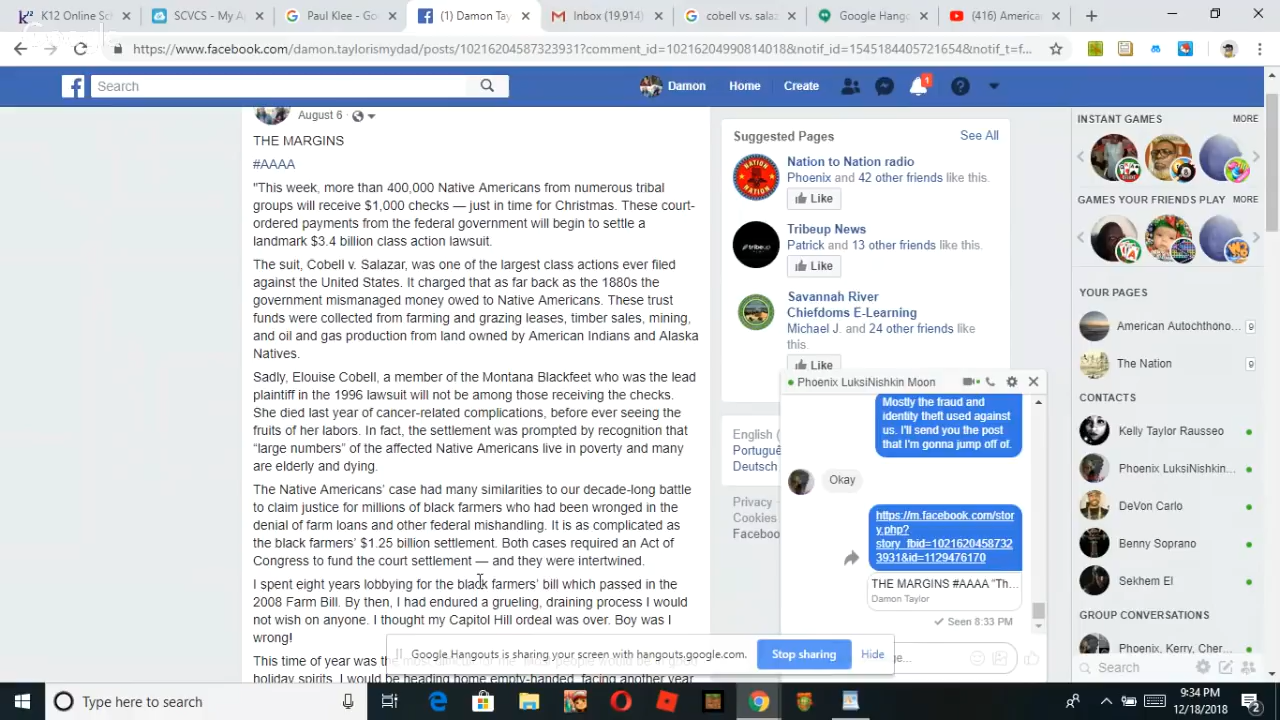 K12 Online Sch
SCVCS - My Ap
Paul Klee - Goo
(1) Damon Tay
Inbox (19,914)
cobell vs. salaz
Google Hango
(416) American
https://www.facebook.com/damon.taylorismydad/posts/10216204587323931?comment_id=10216204990814018&notif_id=1545184405721654&notif_t=f...
Search
Damon
Home
Create
1
August 6
THE MARGINS
#AAAA
"This week, more than 400,000 Native Americans from numerous tribal
groups will receive $1,000 checks — just in time for Christmas. These court-
ordered payments from the federal government will begin to settle a
landmark $3.4 billion class action lawsuit.
The suit, Cobell v. Salazar, was one of the largest class actions ever filed
against the United States. It charged that as far back as the 1880s the
government mismanaged money owed to Native Americans. These trust
funds were collected from farming and grazing leases, timber sales, mining,
and oil and gas production from land owned by American Indians and Alaska
Natives.
Sadly, Elouise Cobell, a member of the Montana Blackfeet who was the lead
plaintiff in the 1996 lawsuit will not be among those receiving the checks.
She died last year of cancer-related complications, before ever seeing the
fruits of her labors. In fact, the settlement was prompted by recognition that
“large numbers” of the affected Native Americans live in poverty and many
are elderly and dying.
The Native Americans’ case had many similarities to our decade-long battle
to claim justice for millions of black farmers who had been wronged in the
denial of farm loans and other federal mishandling. It is as complicated as
the black farmers’ $1.25 billion settlement. Both cases required an Act of
Congress to fund the court settlement — and they were intertwined.
I spent eight years lobbying for the black farmers’ bill which passed in the
2008 Farm Bill. By then, I had endured a grueling, draining process I would
not wish on anyone. I thought my Capitol Hill ordeal was over. Boy was I
wrong!
This time of year was the
holiday spirits. I would be heading home empty-handed, facing another year
Suggested Pages
See All
Nation to Nation radio
Phoenix and 42 other friends like this.
Like
Tribeup News
Patrick and 13 other friends like this.
Like
Savannah River
Chiefdoms E-Learning
Michael J. and 24 other friends like
this.
Like
English (
Portugu
Deutsch
Privacy
Cookies
Faceboo
Phoenix LuksiNishkin Moon
Mostly the fraud and
identity theft used against
us. I'll send you the post
that I'm gonna jump off of.
Okay
https://m.facebook.com/stor
y.php?
story_fbid=1021620458732
3931&id=1129476170
THE MARGINS #AAAA "Th...
Damon Taylor
Seen 8:33 PM
INSTANT GAMES
MORE
GAMES YOUR FRIENDS PLAY
MORE
YOUR PAGES
American Autochthono...
9
The Nation
9
CONTACTS
Kelly Taylor Rausseo
Phoenix LuksiNishkin...
DeVon Carlo
Benny Soprano
Sekhem El
GROUP CONVERSATIONS
Phoenix, Kerry, Cher...
Search
Google Hangouts is sharing your screen with hangouts.google.com.
Stop sharing
Hide
Type here to search
9:34 PM
12/18/2018
2